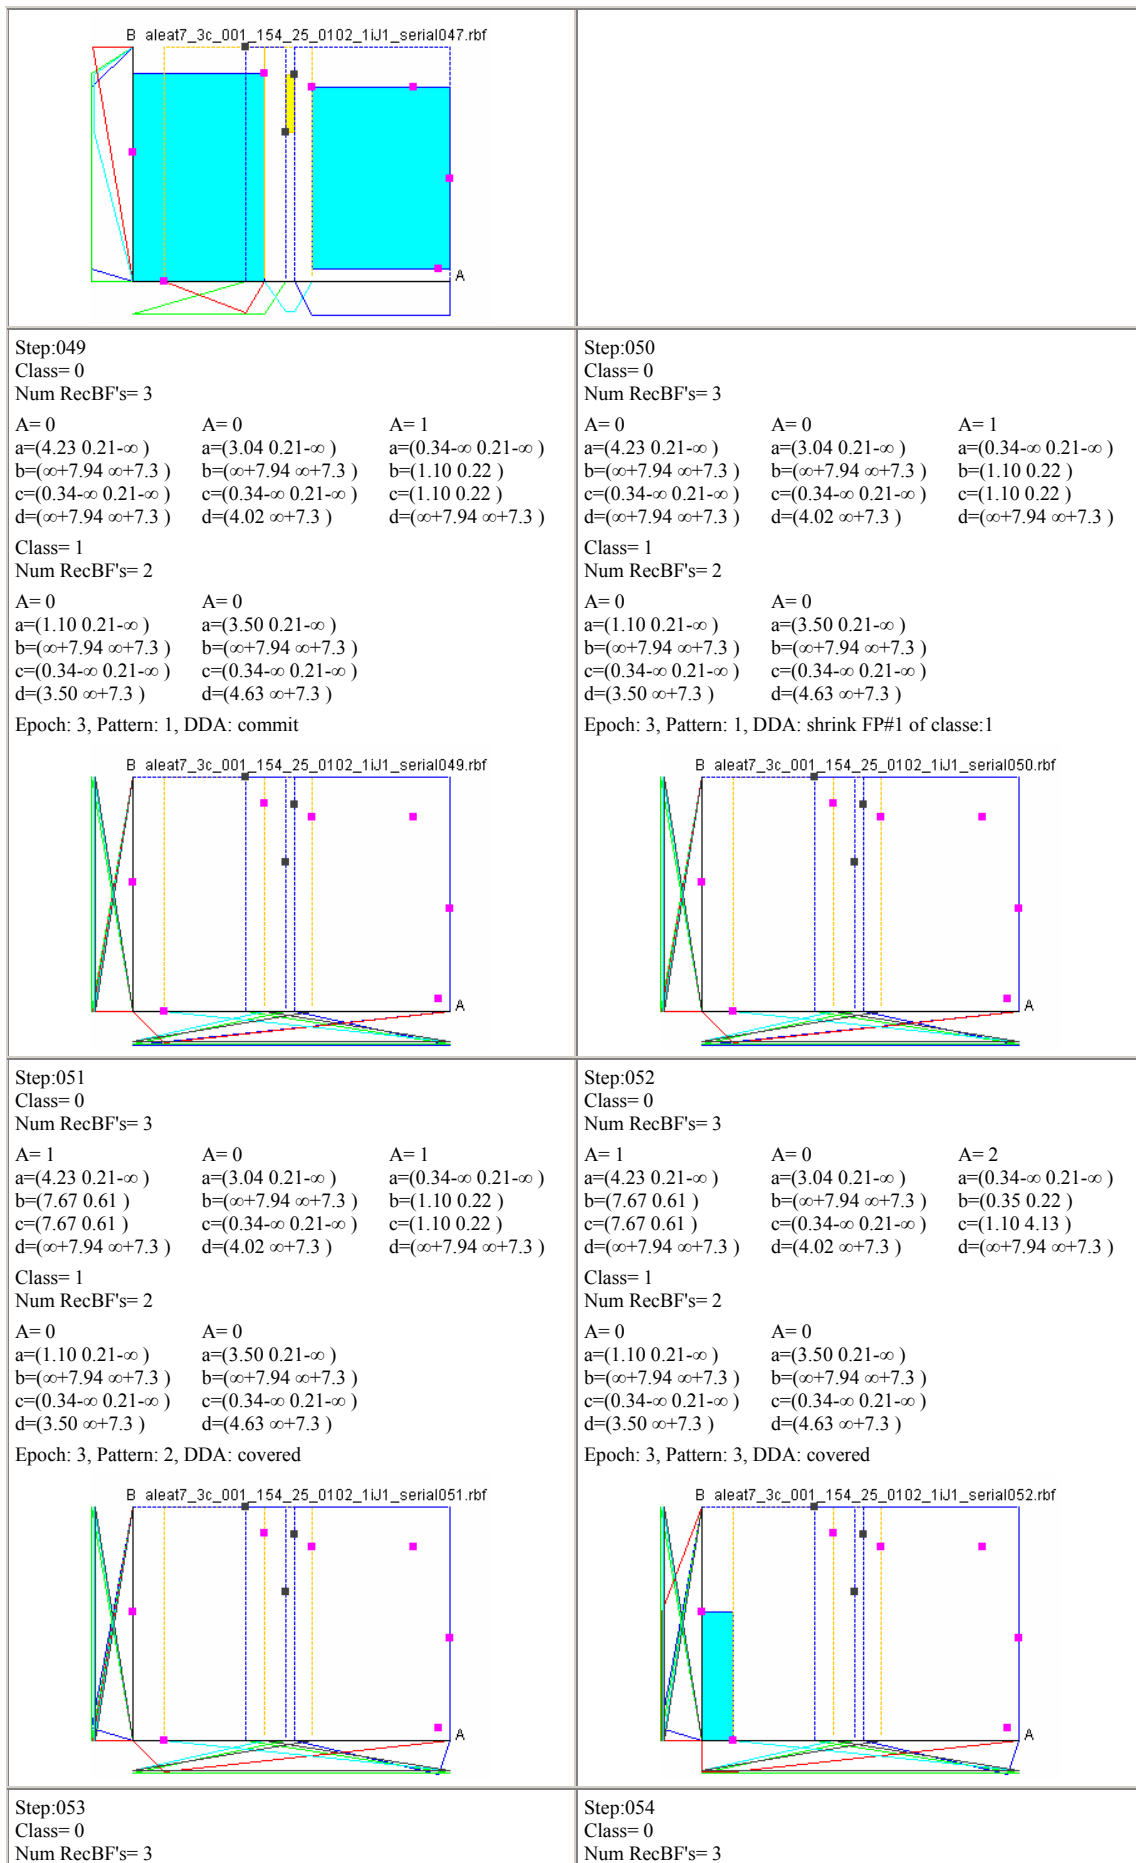 B aleat7_3c_001_154_25_0102_1iJ1_serial047.rbf
A
Step:049
Class= 0
Num RecBF's= 3
A= 0 A= 0 A= 1
a=(4.23 0.21-∞ ) a=(3.04 0.21-∞ ) a=(0.34-∞ 0.21-∞ )
b=(∞+7.94 ∞+7.3 ) b=(∞+7.94 ∞+7.3 ) b=(1.10 0.22 )
c=(0.34-∞ 0.21-∞ ) c=(0.34-∞ 0.21-∞ ) c=(1.10 0.22 )
d=(∞+7.94 ∞+7.3 ) d=(4.02 ∞+7.3 ) d=(∞+7.94 ∞+7.3 )
Class= 1
Num RecBF's= 2
A= 0 A= 0
a=(1.10 0.21-∞ ) a=(3.50 0.21-∞ )
b=(∞+7.94 ∞+7.3 ) b=(∞+7.94 ∞+7.3 )
c=(0.34-∞ 0.21-∞ ) c=(0.34-∞ 0.21-∞ )
d=(3.50 ∞+7.3 ) d=(4.63 ∞+7.3 )
Epoch: 3, Pattern: 1, DDA: commit
B aleat7_3c_001_154_25_0102_1iJ1_serial049.rbf
A
Step:050
Class= 0
Num RecBF's= 3
A= 0 A= 0 A= 1
a=(4.23 0.21-∞ ) a=(3.04 0.21-∞ ) a=(0.34-∞ 0.21-∞ )
b=(∞+7.94 ∞+7.3 ) b=(∞+7.94 ∞+7.3 ) b=(1.10 0.22 )
c=(0.34-∞ 0.21-∞ ) c=(0.34-∞ 0.21-∞ ) c=(1.10 0.22 )
d=(∞+7.94 ∞+7.3 ) d=(4.02 ∞+7.3 ) d=(∞+7.94 ∞+7.3 )
Class= 1
Num RecBF's= 2
A= 0 A= 0
a=(1.10 0.21-∞ ) a=(3.50 0.21-∞ )
b=(∞+7.94 ∞+7.3 ) b=(∞+7.94 ∞+7.3 )
c=(0.34-∞ 0.21-∞ ) c=(0.34-∞ 0.21-∞ )
d=(3.50 ∞+7.3 ) d=(4.63 ∞+7.3 )
Epoch: 3, Pattern: 1, DDA: shrink FP#1 of classe:1
B aleat7_3c_001_154_25_0102_1iJ1_serial050.rbf
A
Step:051
Class= 0
Num RecBF's= 3
A= 1 A= 0 A= 1
a=(4.23 0.21-∞ ) a=(3.04 0.21-∞ ) a=(0.34-∞ 0.21-∞ )
b=(7.67 0.61 ) b=(∞+7.94 ∞+7.3 ) b=(1.10 0.22 )
c=(7.67 0.61 ) c=(0.34-∞ 0.21-∞ ) c=(1.10 0.22 )
d=(∞+7.94 ∞+7.3 ) d=(4.02 ∞+7.3 ) d=(∞+7.94 ∞+7.3 )
Class= 1
Num RecBF's= 2
A= 0 A= 0
a=(1.10 0.21-∞ ) a=(3.50 0.21-∞ )
b=(∞+7.94 ∞+7.3 ) b=(∞+7.94 ∞+7.3 )
c=(0.34-∞ 0.21-∞ ) c=(0.34-∞ 0.21-∞ )
d=(3.50 ∞+7.3 ) d=(4.63 ∞+7.3 )
Epoch: 3, Pattern: 2, DDA: covered
B aleat7_3c_001_154_25_0102_1iJ1_serial051.rbf
A
Step:052
Class= 0
Num RecBF's= 3
A= 1 A= 0 A= 2
a=(4.23 0.21-∞ ) a=(3.04 0.21-∞ ) a=(0.34-∞ 0.21-∞ )
b=(7.67 0.61 ) b=(∞+7.94 ∞+7.3 ) b=(0.35 0.22 )
c=(7.67 0.61 ) c=(0.34-∞ 0.21-∞ ) c=(1.10 4.13 )
d=(∞+7.94 ∞+7.3 ) d=(4.02 ∞+7.3 ) d=(∞+7.94 ∞+7.3 )
Class= 1
Num RecBF's= 2
A= 0 A= 0
a=(1.10 0.21-∞ ) a=(3.50 0.21-∞ )
b=(∞+7.94 ∞+7.3 ) b=(∞+7.94 ∞+7.3 )
c=(0.34-∞ 0.21-∞ ) c=(0.34-∞ 0.21-∞ )
d=(3.50 ∞+7.3 ) d=(4.63 ∞+7.3 )
Epoch: 3, Pattern: 3, DDA: covered
B aleat7_3c_001_154_25_0102_1iJ1_serial052.rbf
A
Step:053
Class= 0
Num RecBF's= 3
Step:054
Class= 0
Num RecBF's= 3